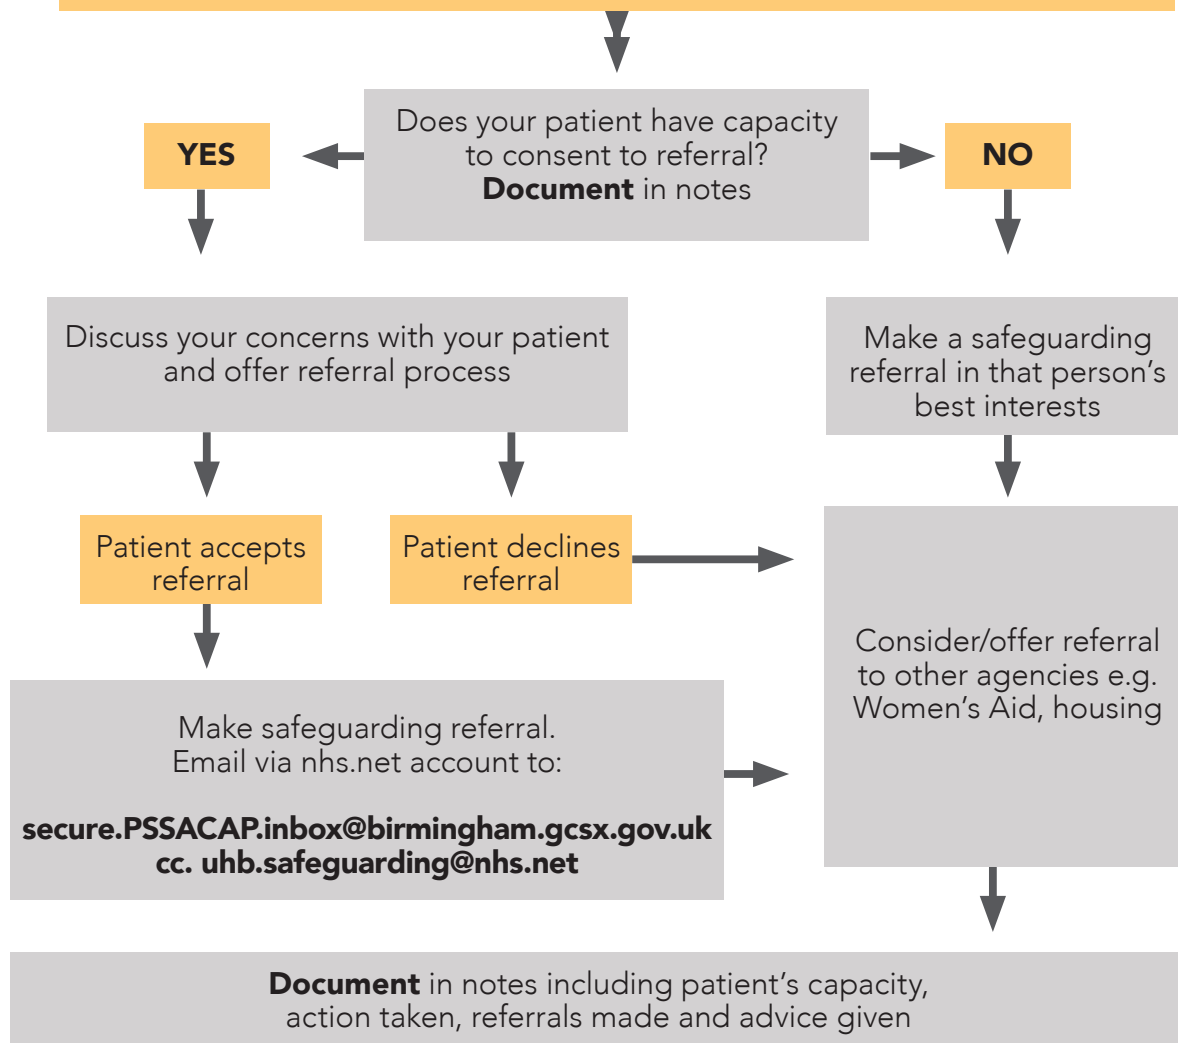 Does your patient have capacity
to consent to referral?
Document in notes
YES
NO
Discuss your concerns with your patient
and offer referral process
Make a safeguarding
referral in that person's
best interests
Patient accepts
referral
Patient declines
referral
Consider/offer referral
to other agencies e.g.
Women's Aid, housing
Make safeguarding referral.
Email via nhs.net account to:
secure.PSSACAP.inbox@birmingham.gcsx.gov.uk
cc. uhb.safeguarding@nhs.net
Document in notes including patient's capacity,
action taken, referrals made and advice given